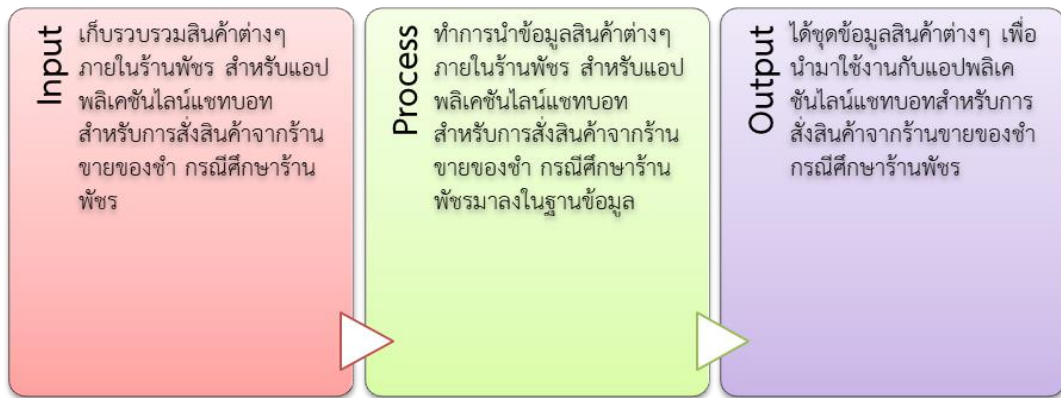 Input
เก็บรวบรวมสินค้าต่างๆ
ภายในร้านพัชร สำหรับแอป
พลิเคชันไลน์แชทบอท
สำหรับการสั่งสินค้าจากร้าน
ขายของชำ กรณีศึกษาร้าน
พัชร
Process
ทำการนำข้อมูลสินค้าต่างๆ
ภายในร้านพัชร สำหรับแอป
พลิเคชันไลน์แชทบอท
สำหรับการสั่งสินค้าจากร้าน
ขายของชำ กรณีศึกษาร้าน
พัชรมาลงในฐานข้อมูล
Output
ได้ชุดข้อมูลสินค้าต่างๆ เพื่อ
นำมาใช้งานกับแอปพลิเค
ชันไลน์แชทบอทสำหรับการ
สั่งสินค้าจากร้านขายของชำ
กรณีศึกษาร้านพัชร